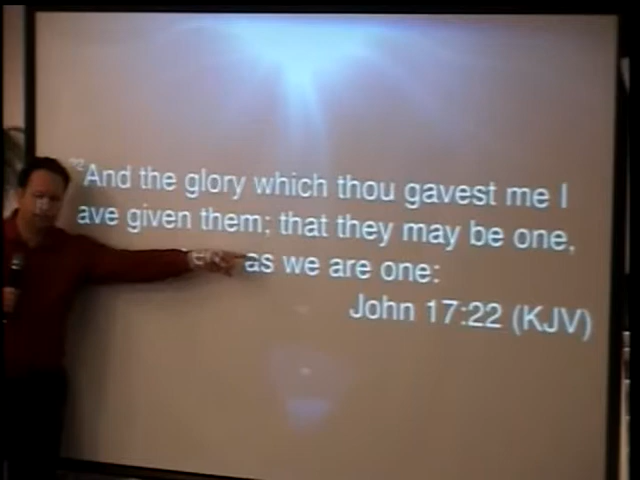 22 And the glory which thou gavest me I
ave given them; that they may be one,
as we are one:
John 17:22 (KJV)